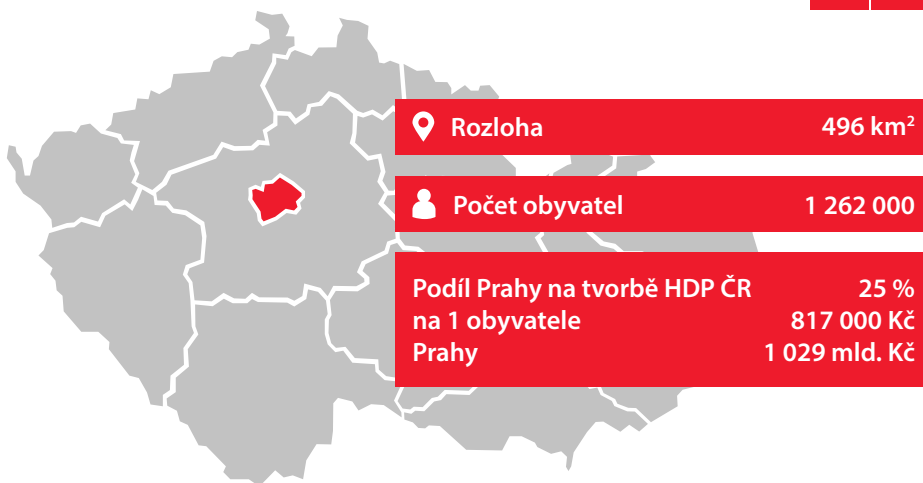 Rozloha 496 km²
Počet obyvatel 1 262 000
Podíl Prahy na tvorbě HDP ČR 25 %
na 1 obyvatele 817 000 Kč
Prahy 1 029 mld. Kč